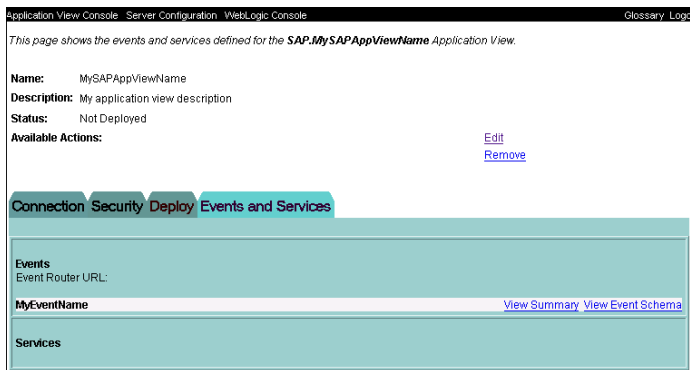 Application View Console Server Configuration WebLogic Console Glossary Logo
This page shows the events and services defined for the SAP.MySAPAppViewName Application View.
Name: MySAPAppViewName
Description: My application view description
Status: Not Deployed
Available Actions: Edit
Remove
Connection Security Deploy Events and Services
Events
Event Router URL:
MyEventName View Summary View Event Schema
Services